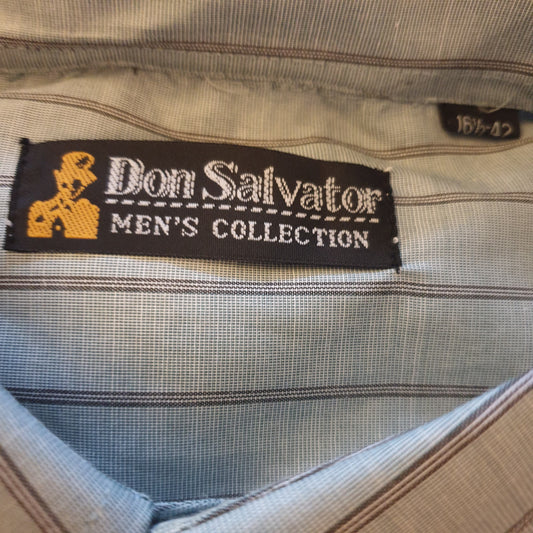 Don Salvator
MEN'S COLLECTION
16½-42